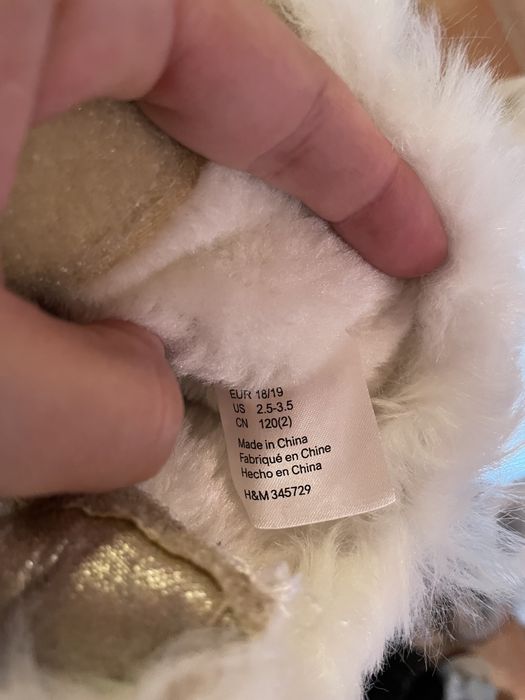 EUR 18/19
US 2.5-3.5
CN 120(2)
Made in China
Fabriqué en Chine
Hecho en China
H&M 345729